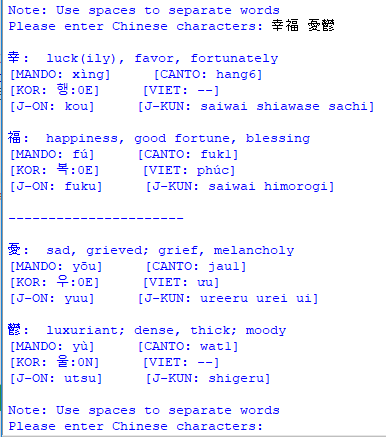 Note: Use spaces to separate words
Please enter Chinese characters: 幸福 憂鬱
幸: luck(ily), favor, fortunately
[MANDO: xìng] [CANTO: hang6]
[KOR: 행:0E] [VIET: --]
[J-ON: kou] [J-KUN: saiwai shiawase sachi]
福: happiness, good fortune, blessing
[MANDO: fú] [CANTO: fuk1]
[KOR: 복:0E] [VIET: phúc]
[J-ON: fuku] [J-KUN: saiwai himorogi]
----------------------
憂: sad, grieved; grief, melancholy
[MANDO: yōu] [CANTO: jau1]
[KOR: 우:0E] [VIET: ưu]
[J-ON: yuu] [J-KUN: ureeru urei ui]
鬱: luxuriant; dense, thick; moody
[MANDO: yù] [CANTO: wat1]
[KOR: 울:0N] [VIET: --]
[J-ON: utsu] [J-KUN: shigeru]
Note: Use spaces to separate words
Please enter Chinese characters: